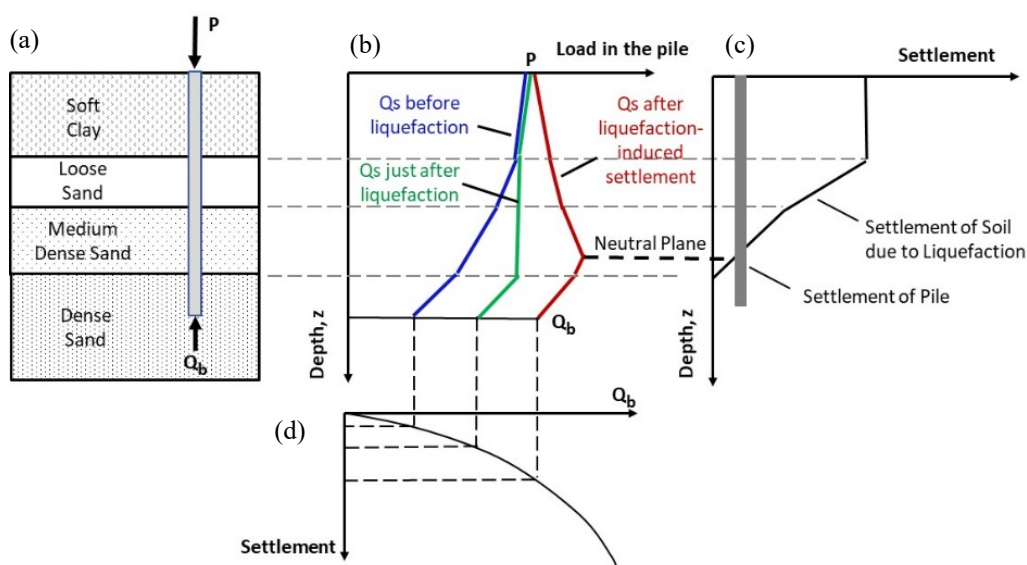 (a)
P
Soft
Clay
Loose
Sand
Medium
Dense Sand
Dense
Sand
Qb
(b)
Load in the pile
P
Qs before
liquefaction
Qs after
liquefaction-
induced
settlement
Qs just after
liquefaction
Neutral Plane
Qb
Depth, z
(c)
Settlement
Settlement of Soil
due to Liquefaction
Settlement of Pile
Depth, z
(d)
Qb
Settlement